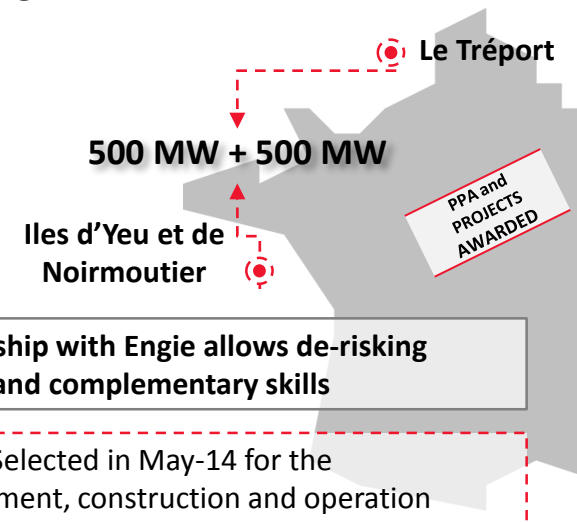 Le Tréport
500 MW + 500 MW
PPA and
PROJECTS
AWARDED
Iles d’Yeu et de
Noirmoutier
ship with Engie allows de-risking
and complementary skills
Selected in May-14 for the
ment, construction and operation